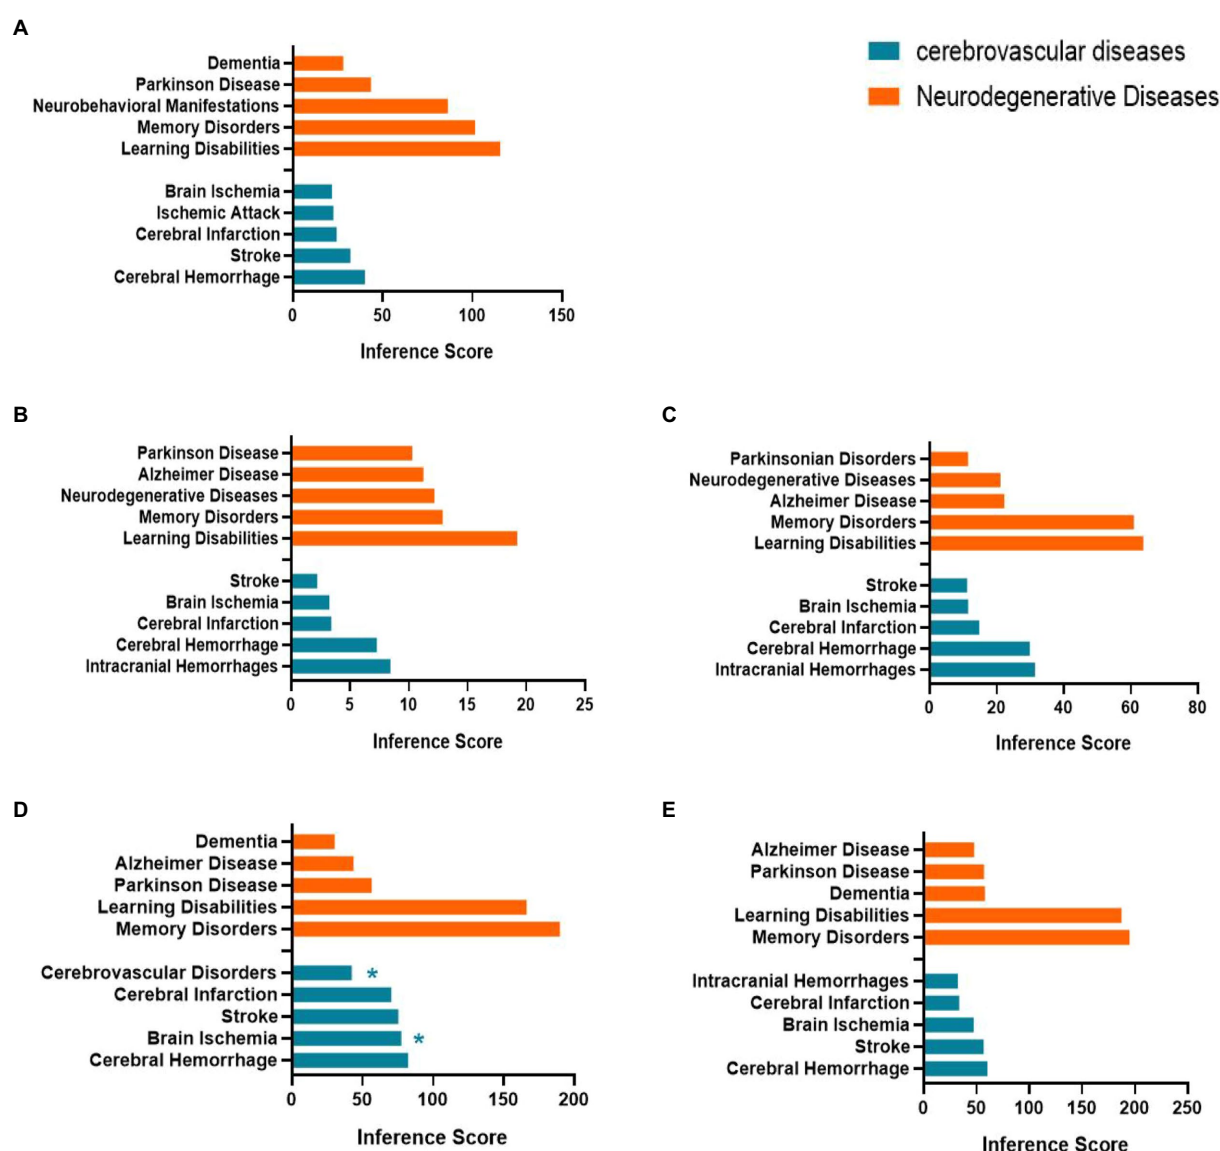 A
cerebrovascular diseases
Neurodegenerative Diseases
Dementia
Parkinson Disease
Neurobehavioral Manifestations
Memory Disorders
Learning Disabilities
Brain Ischemia
Ischemic Attack
Cerebral Infarction
Stroke
Cerebral Hemorrhage
0 50 100 150
Inference Score
B
Parkinson Disease
Alzheimer Disease
Neurodegenerative Diseases
Memory Disorders
Learning Disabilities
Stroke
Brain Ischemia
Cerebral Infarction
Cerebral Hemorrhage
Intracranial Hemorrhages
0 5 10 15 20 25
Inference Score
C
Parkinsonian Disorders
Neurodegenerative Diseases
Alzheimer Disease
Memory Disorders
Learning Disabilities
Stroke
Brain Ischemia
Cerebral Infarction
Cerebral Hemorrhage
Intracranial Hemorrhages
0 20 40 60 80
Inference Score
D
Dementia
Alzheimer Disease
Parkinson Disease
Learning Disabilities
Memory Disorders
Cerebrovascular Disorders *
Cerebral Infarction
Stroke
Brain Ischemia *
Cerebral Hemorrhage
0 50 100 150 200
Inference Score
E
Alzheimer Disease
Parkinson Disease
Dementia
Learning Disabilities
Memory Disorders
Intracranial Hemorrhages
Cerebral Infarction
Brain Ischemia
Stroke
Cerebral Hemorrhage
0 50 100 150 200 250
Inference Score